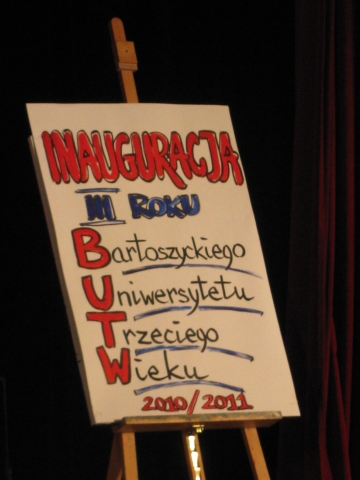 INAUGURACJA
III ROKU
Bartoszyckiego
Uniwersytetu
Trzeciego
Wieku
2010/2011